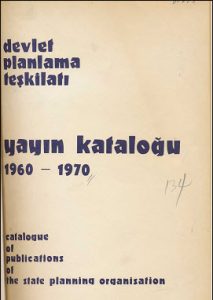 devlet
planlama
teşkilatı
yayın kataloğu
1960 - 1970
134
catalogue
of
publications
of
the state planning organisation